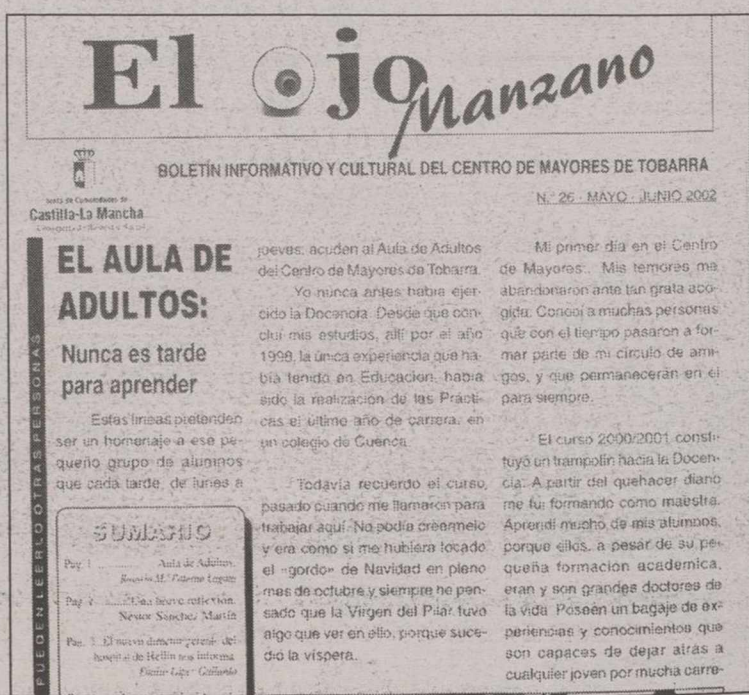 El Ojo
Manzano
BOLETÍN INFORMATIVO Y CULTURAL DEL CENTRO DE MAYORES DE TOBARRA
Junta de Comunidades de
Castilla-La Mancha
N.º 26 - MAYO - JUNIO 2002
PUEDEN LEERLO OTRAS PERSONAS
EL AULA DE
ADULTOS:
Nunca es tarde
para aprender
Estas líneas pretenden
ser un homenaje a ese pe-
queño grupo de alumnos
que cada tarde, de lunes a
SUMARIO
Pag. 1 Aula de Adultos.
Pag. 2 Una breve reflexión.
Néstor Sánchez Martín
Pag. 3 El nuevo director gerente del
hospital de Hellín nos informa
jueves, acuden al Aula de Adultos
del Centro de Mayores de Tobarra.
Yo nunca antes había ejer-
cido la Docencia. Desde que con-
cluí mis estudios, allí por el año
1998, la única experiencia que ha-
bía tenido en Educación, había
sido la realización de las Prácti-
cas el último año de carrera, en
un colegio de Cuenca.
Todavía recuerdo el curso
pasado cuando me llamaron para
trabajar aquí. No podía creérmelo
y era como si me hubiera tocado
el «gordo» de Navidad en pleno
mes de octubre y siempre he pen-
sado que la Virgen del Pilar tuvo
algo que ver en ello, porque suce-
dió la víspera.
Mi primer día en el Centro
de Mayores... Mis temores me
abandonaron ante tan grata aco-
gida. Conocí a muchas personas
que con el tiempo pasaron a for-
mar parte de mi círculo de ami-
gos, y que permanecerán en él
para siempre.
El curso 2000/2001 consti-
tuyó un trampolín hacia la Docen-
cia. A partir del quehacer diario
me fui formando como maestra.
Aprendí mucho de mis alumnos,
porque ellos, a pesar de su pe-
queña formación académica,
eran y son grandes doctores de
la vida. Poseen un bagaje de ex-
periencias y conocimientos que
son capaces de dejar atrás a
cualquier joven por mucha carre-